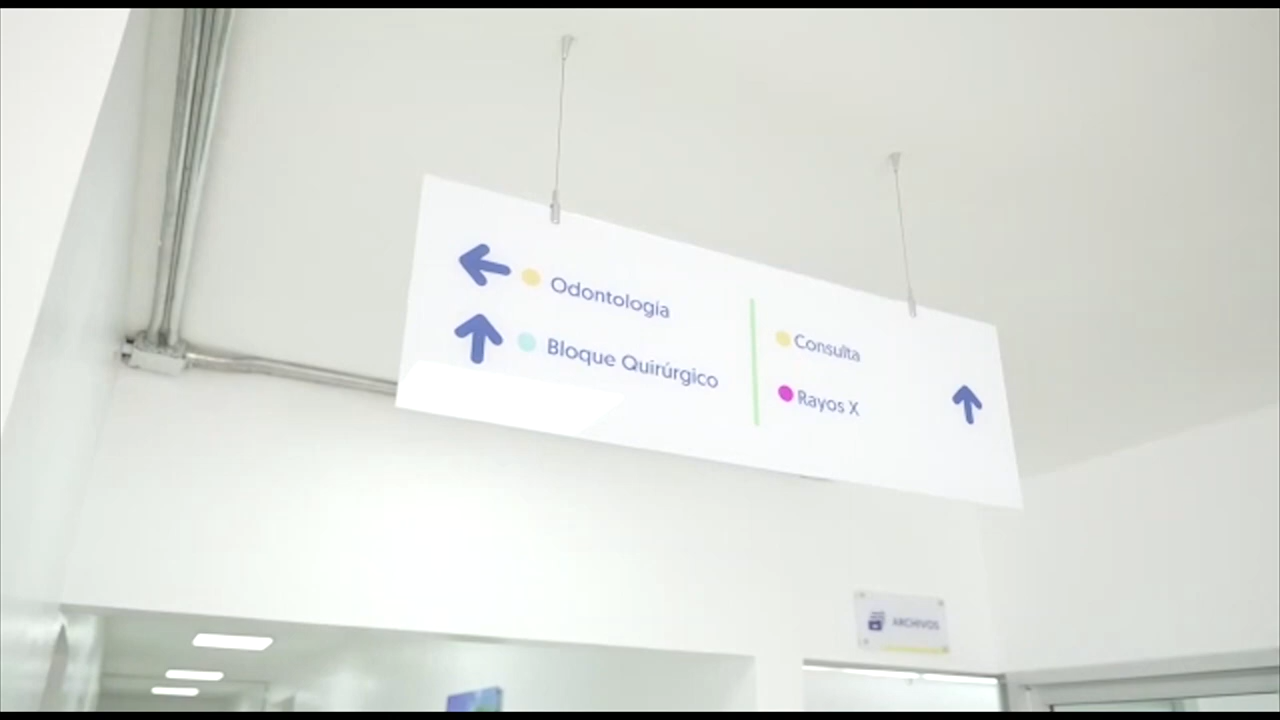 Odontología
Bloque Quirúrgico
Consulta
Rayos X
ARCHIVOS